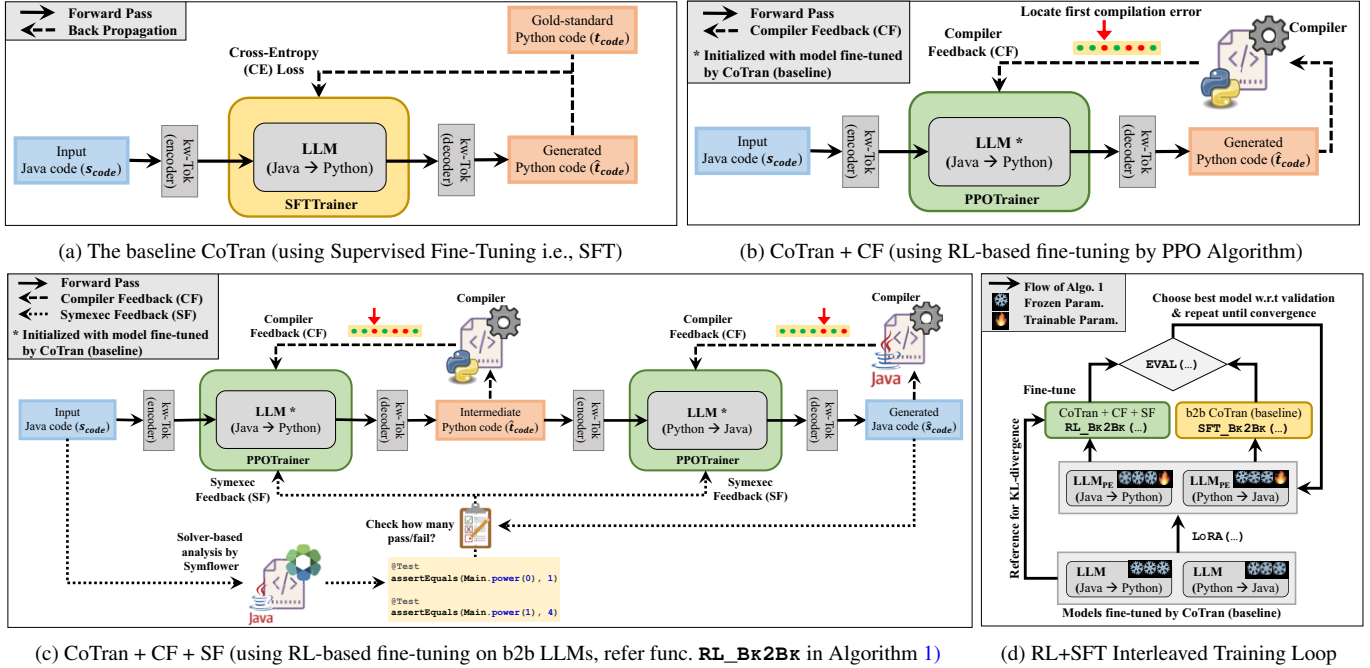 Forward Pass
Back Propagation
Cross-Entropy
(CE) Loss
Gold-standard
Python code (t_code)
Input
Java code (s_code)
kw-Tok
(encoder)
LLM
(Java → Python)
SFTTrainer
kw-Tok
(decoder)
Generated
Python code (t̂_code)
(a) The baseline CoTran (using Supervised Fine-Tuning i.e., SFT)
Forward Pass
Compiler Feedback (CF)
* Initialized with model fine-tuned
by CoTran (baseline)
Locate first compilation error
Compiler
Feedback (CF)
Compiler
Input
Java code (s_code)
kw-Tok
(encoder)
LLM *
(Java → Python)
PPOTrainer
kw-Tok
(decoder)
Generated
Python code (t̂_code)
(b) CoTran + CF (using RL-based fine-tuning by PPO Algorithm)
Forward Pass
Compiler Feedback (CF)
Symexec Feedback (SF)
* Initialized with model fine-tuned
by CoTran (baseline)
Compiler
Feedback (CF)
Compiler
Compiler
Feedback (CF)
Compiler
Java
Input
Java code (s_code)
kw-Tok
(encoder)
LLM *
(Java → Python)
PPOTrainer
kw-Tok
(decoder)
Intermediate
Python code (t̂_code)
kw-Tok
(encoder)
LLM *
(Python → Java)
PPOTrainer
kw-Tok
(decoder)
Generated
Java code (ŝ_code)
Symexec
Feedback (SF)
Symexec
Feedback (SF)
Check how many
pass/fail?
Solver-based
analysis by
Symflower
Java
@Test
assertEquals(Main.power(0), 1)
@Test
assertEquals(Main.power(1), 4)
(c) CoTran + CF + SF (using RL-based fine-tuning on b2b LLMs, refer func. RL_Bk2Bk in Algorithm 1)
Flow of Algo. 1
Frozen Param.
Trainable Param.
Choose best model w.r.t validation
& repeat until convergence
EVAL(…)
Fine-tune
CoTran + CF + SF
RL_Bk2Bk(…)
b2b CoTran (baseline)
SFT_Bk2Bk(…)
Reference for KL-divergence
LLM_PE
(Java → Python)
LLM_PE
(Python → Java)
LoRA(…)
LLM
(Java → Python)
LLM
(Python → Java)
Models fine-tuned by CoTran (baseline)
(d) RL+SFT Interleaved Training Loop